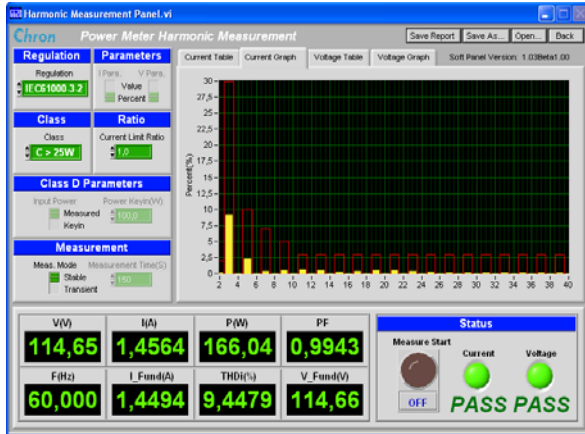 Harmonic Measurement Panel.vi
Chron Power Meter Harmonic Measurement Panel
Save Report Save As... Open... Back
Regulation Parameters
Current Table Current Graph Voltage Table Voltage Graph Soft Panel Version: 1.03Beta1.00
Regulation I Para. V Para.
IEC61000.3.2 Value
Percent
Class Ratio
Class Current Limit Ratio
C > 25W 1,0
Class D Parameters
Input Power Power Keyin(W)
Measured 100,0
Keyin
Measurement
Meas. Mode Measurement Time(S)
Stable 150
Transient
Percent(%)
30
27,5
25
22,5
20
17,5
15
12,5
10
7,5
5
2,5
0
2 4 6 8 10 12 14 16 18 20 22 24 26 28 30 32 34 36 38 40
V(V) I(A) P(W) PF
114,65 1,4564 166,04 0,9943
F(Hz) I_Fund(A) THDi(%) V_Fund(V)
60,000 1,4494 9,4479 114,66
Status
Measure Start Current Voltage
OFF PASS PASS